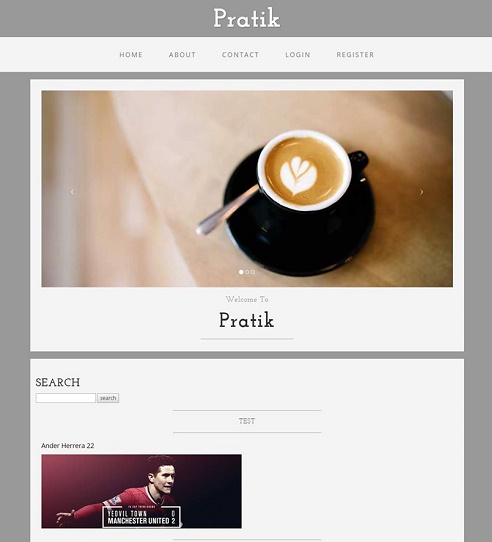 Pratik
HOME ABOUT CONTACT LOGIN REGISTER
Welcome To
Pratik
SEARCH
search
TEST
Ander Herrera 22
YEOVIL TOWN 0
MANCHESTER UNITED 2